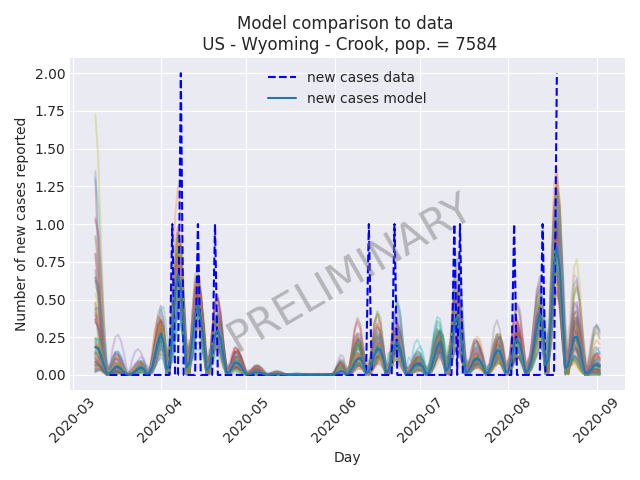 Model comparison to data
US - Wyoming - Crook, pop. = 7584
new cases data
new cases model
Number of new cases reported
2.00
1.75
1.50
1.25
1.00
0.75
0.50
0.25
0.00
PRELIMINARY
2020-03
2020-04
2020-05
2020-06
2020-07
2020-08
2020-09
Day